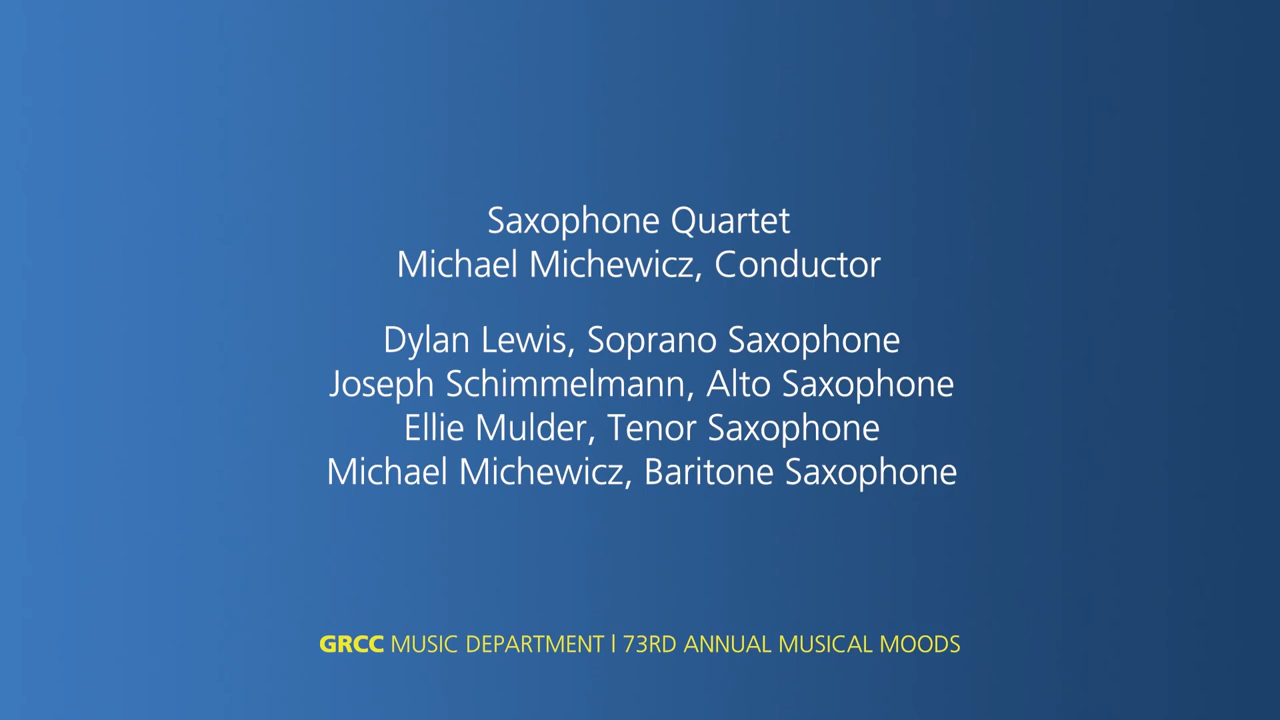 Saxophone Quartet
Michael Michewicz, Conductor
Dylan Lewis, Soprano Saxophone
Joseph Schimmelmann, Alto Saxophone
Ellie Mulder, Tenor Saxophone
Michael Michewicz, Baritone Saxophone
GRCC MUSIC DEPARTMENT | 73RD ANNUAL MUSICAL MOODS